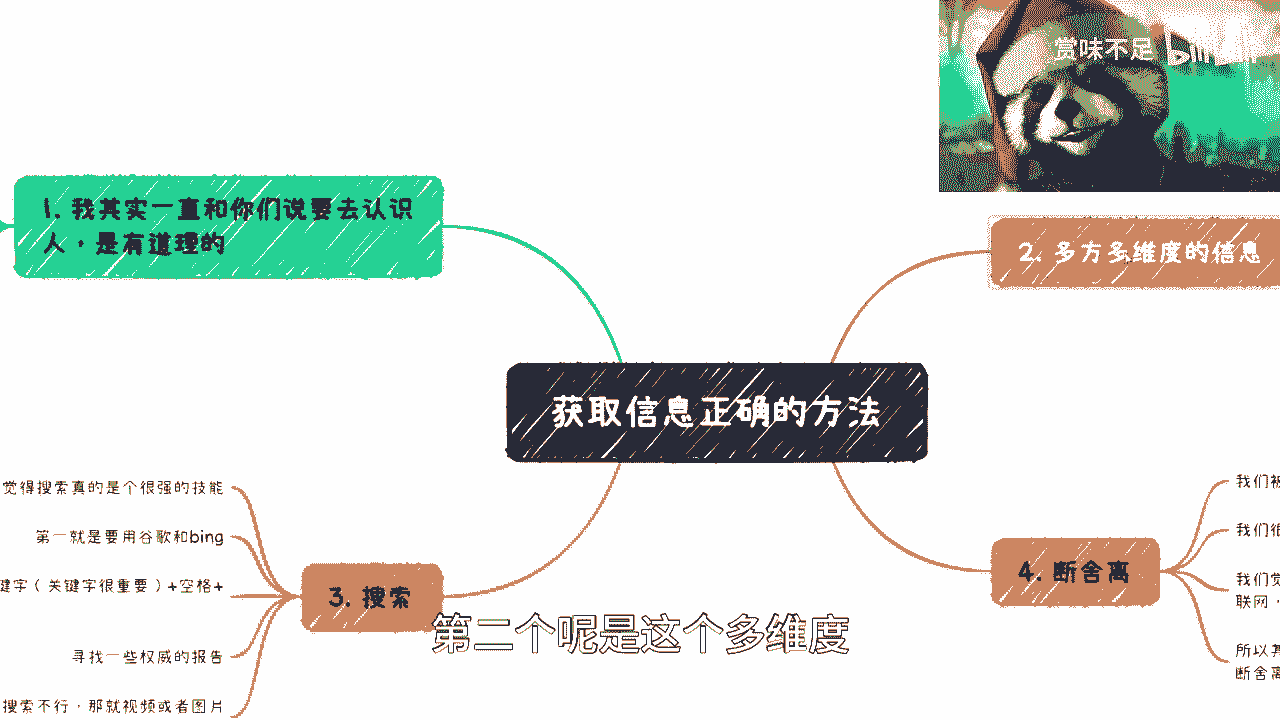 赏味不足 bilibili
1. 我其实一直和你们说要去认识
人，是有道理的
2. 多方多维度的信息
获取信息正确的方法
觉得搜索真的是个很强的技能
第一就是要用谷歌和bing
键字（关键字很重要）+空格+
寻找一些权威的报告
搜索不行，那就视频或者图片
3. 搜索
4. 断舍离
我们被
我们很
我们觉
联网，
所以其
断舍离
第二个呢是这个多维度